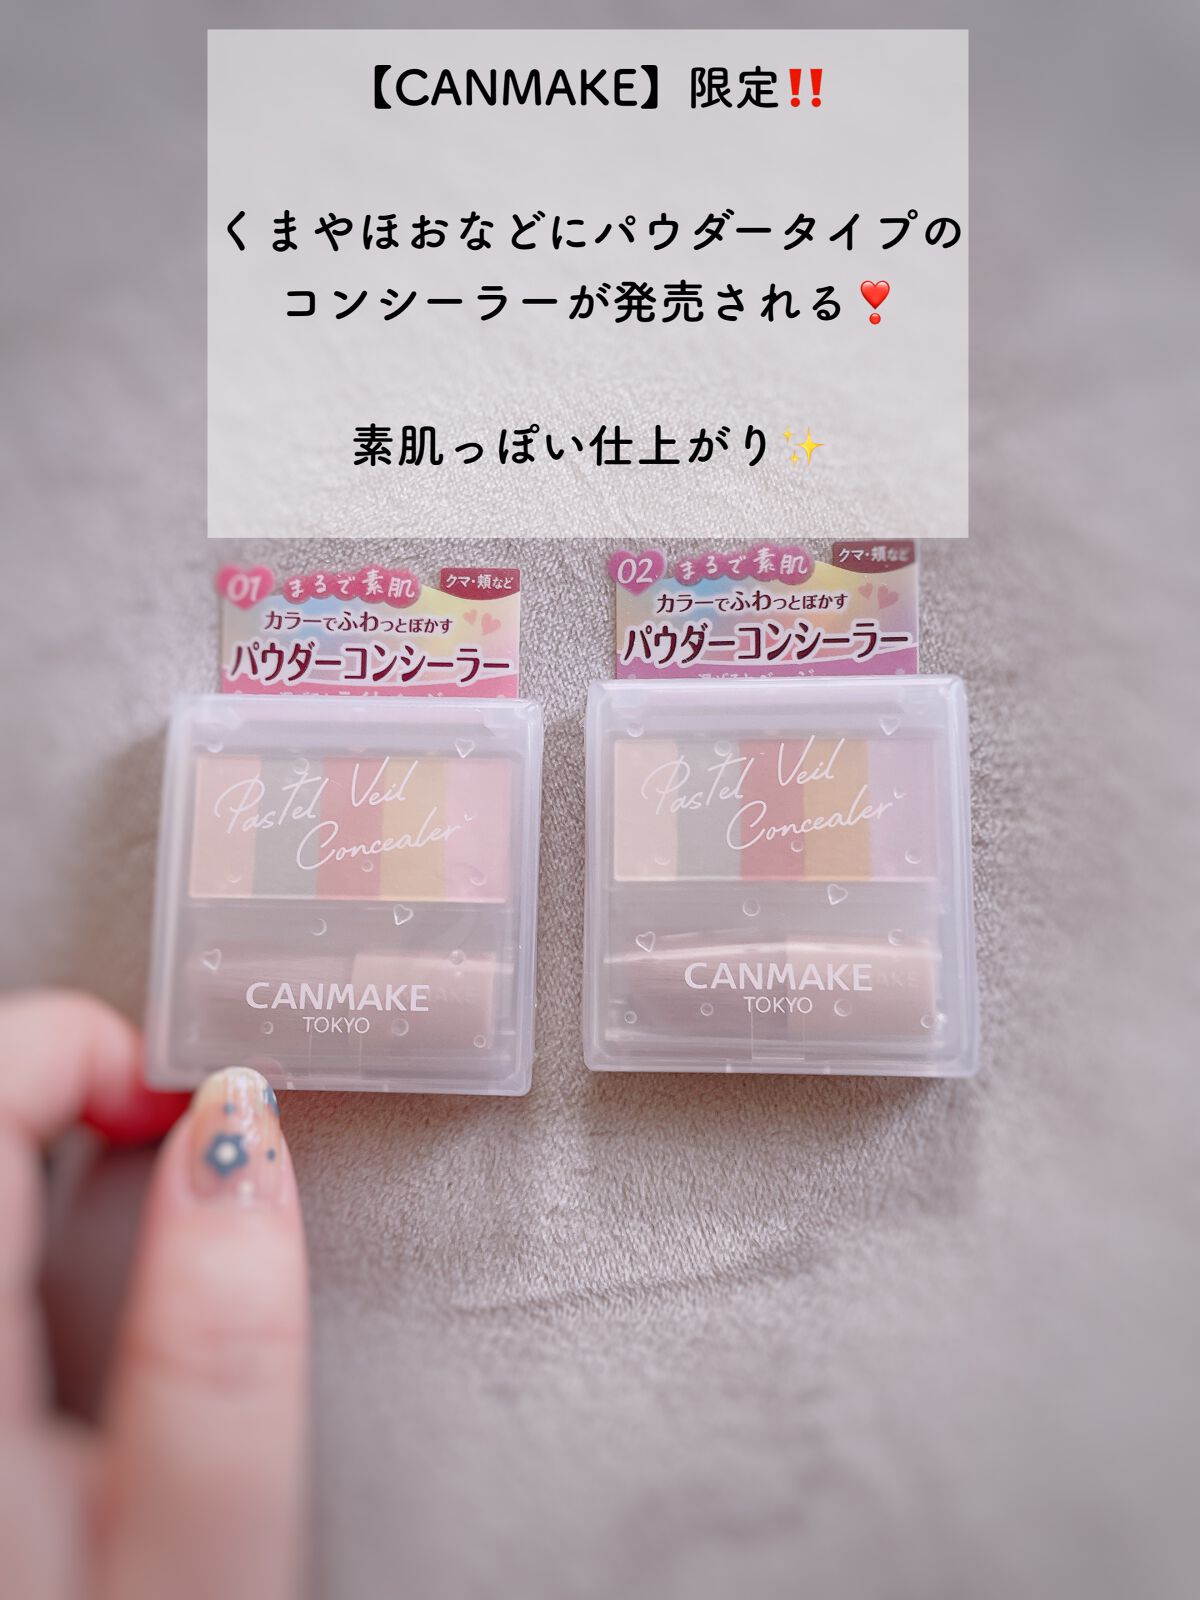 【CANMAKE】限定‼️
くまやほおなどにパウダータイプの
コンシーラーが発売される❣️
素肌っぽい仕上がり✨
01 まるで素肌 クマ・頬など
カラーでふわっとぼかす
パウダーコンシーラー
02 まるで素肌 クマ・頬など
カラーでふわっとぼかす
パウダーコンシーラー
Pastel Veil
Concealer
CANMAKE
TOKYO
Pastel Veil
Concealer
CANMAKE
TOKYO